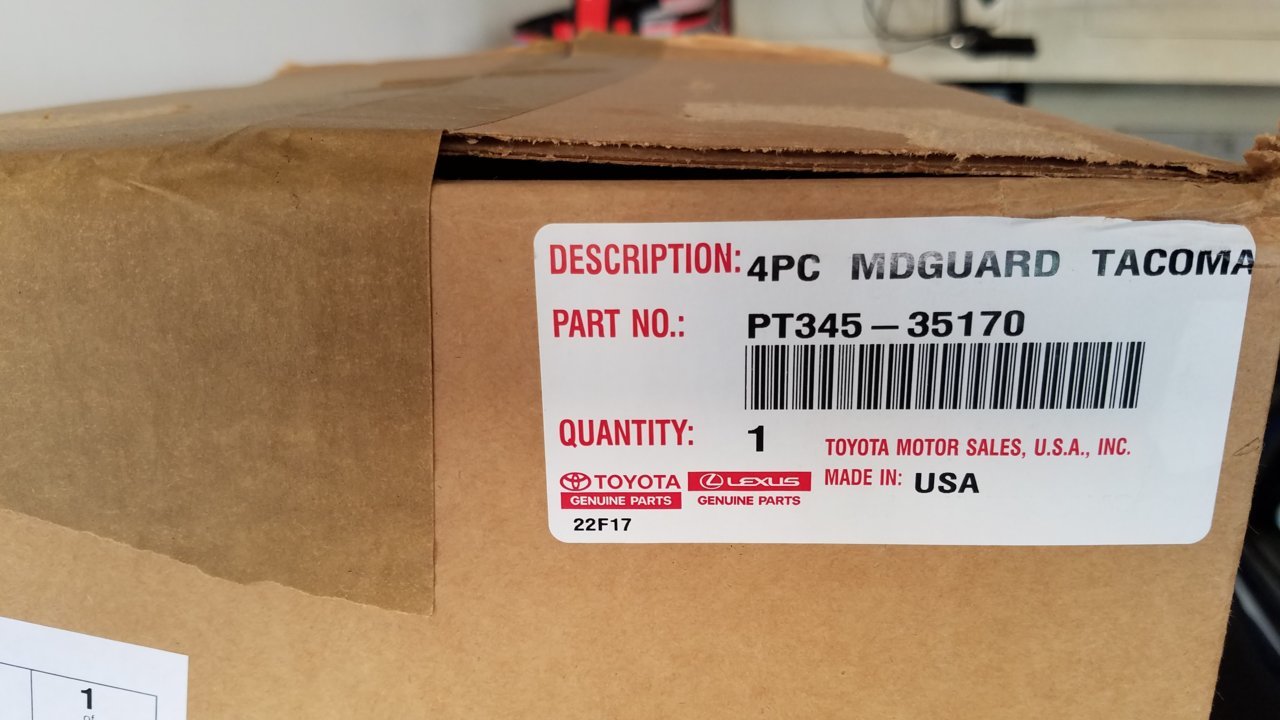 DESCRIPTION: 4PC MDGUARD TACOMA
PART NO.: PT345-35170
QUANTITY: 1
TOYOTA MOTOR SALES, U.S.A., INC.
MADE IN: USA
TOYOTA
GENUINE PARTS
LEXUS
GENUINE PARTS
22F17
1
of